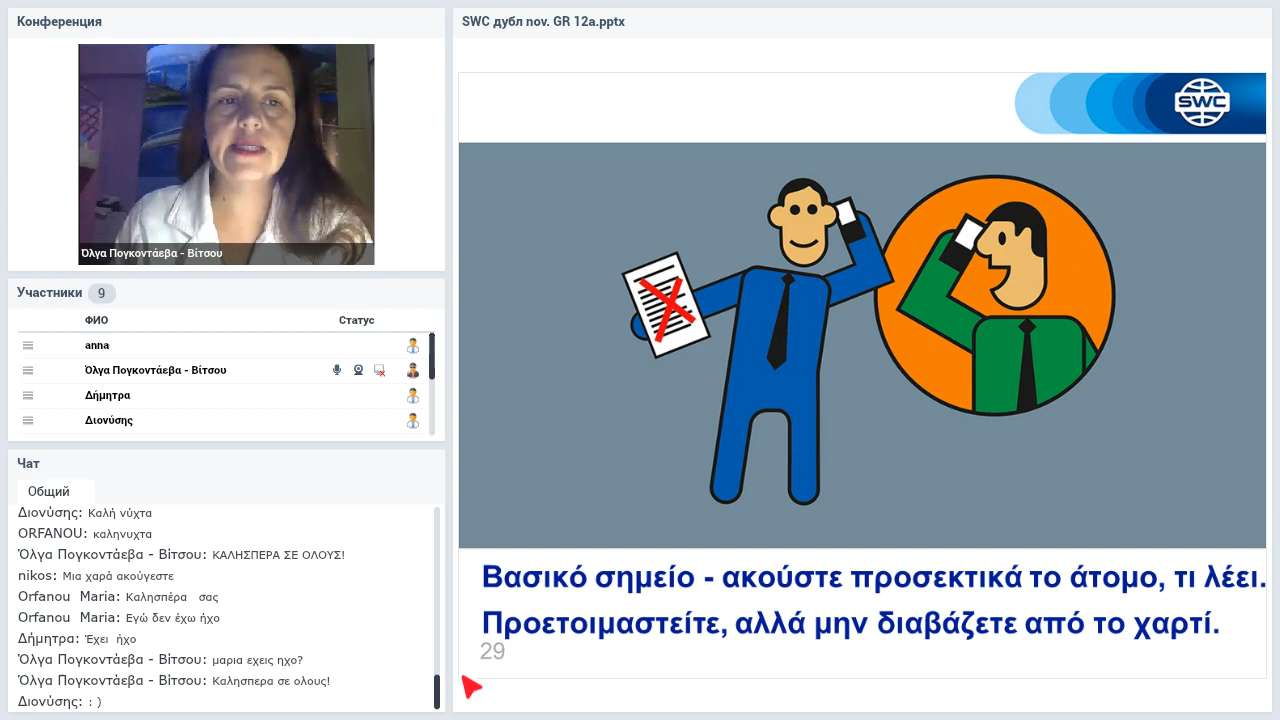 Конференция
Όλγα Πογκοντάεβα - Βίτσου
Участники 9
ФИО Статус
anna
Όλγα Πογκοντάεβα - Βίτσου
Δήμητρα
Διονύσης
Чат
Общий
Διονύσης: Καλή νύχτα
ORFANOU: καληνυχτα
Όλγα Πογκοντάεβα - Βίτσου: ΚΑΛΗΣΠΕΡΑ ΣΕ ΟΛΟΥΣ!
nikos: Μια χαρά ακούγεστε
Orfanou Maria: Καλησπέρα σας
Orfanou Maria: Εγώ δεν έχω ήχο
Δήμητρα: Έχει ήχο
Όλγα Πογκοντάεβα - Βίτσου: μαρια εχεις ηχο?
Όλγα Πογκοντάεβα - Βίτσου: Καλησπερα σε ολους!
Διονύσης: : )
SWC дубл nov. GR 12a.pptx
SWC
Βασικό σημείο - ακούστε προσεκτικά το άτομο, τι λέει.
Προετοιμαστείτε, αλλά μην διαβάζετε από το χαρτί.
29